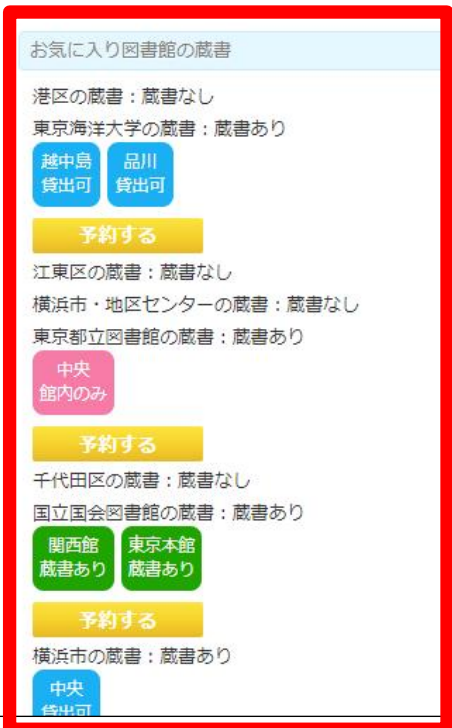 お気に入り図書館の蔵書
港区の蔵書：蔵書なし
東京海洋大学の蔵書：蔵書あり
越中島 品川
貸出可 貸出可
予約する
江東区の蔵書：蔵書なし
横浜市・地区センターの蔵書：蔵書なし
東京都立図書館の蔵書：蔵書あり
中央
館内のみ
予約する
千代田区の蔵書：蔵書なし
国立国会図書館の蔵書：蔵書あり
関西館 東京本館
蔵書あり 蔵書あり
予約する
横浜市の蔵書：蔵書あり
中央
貸出可